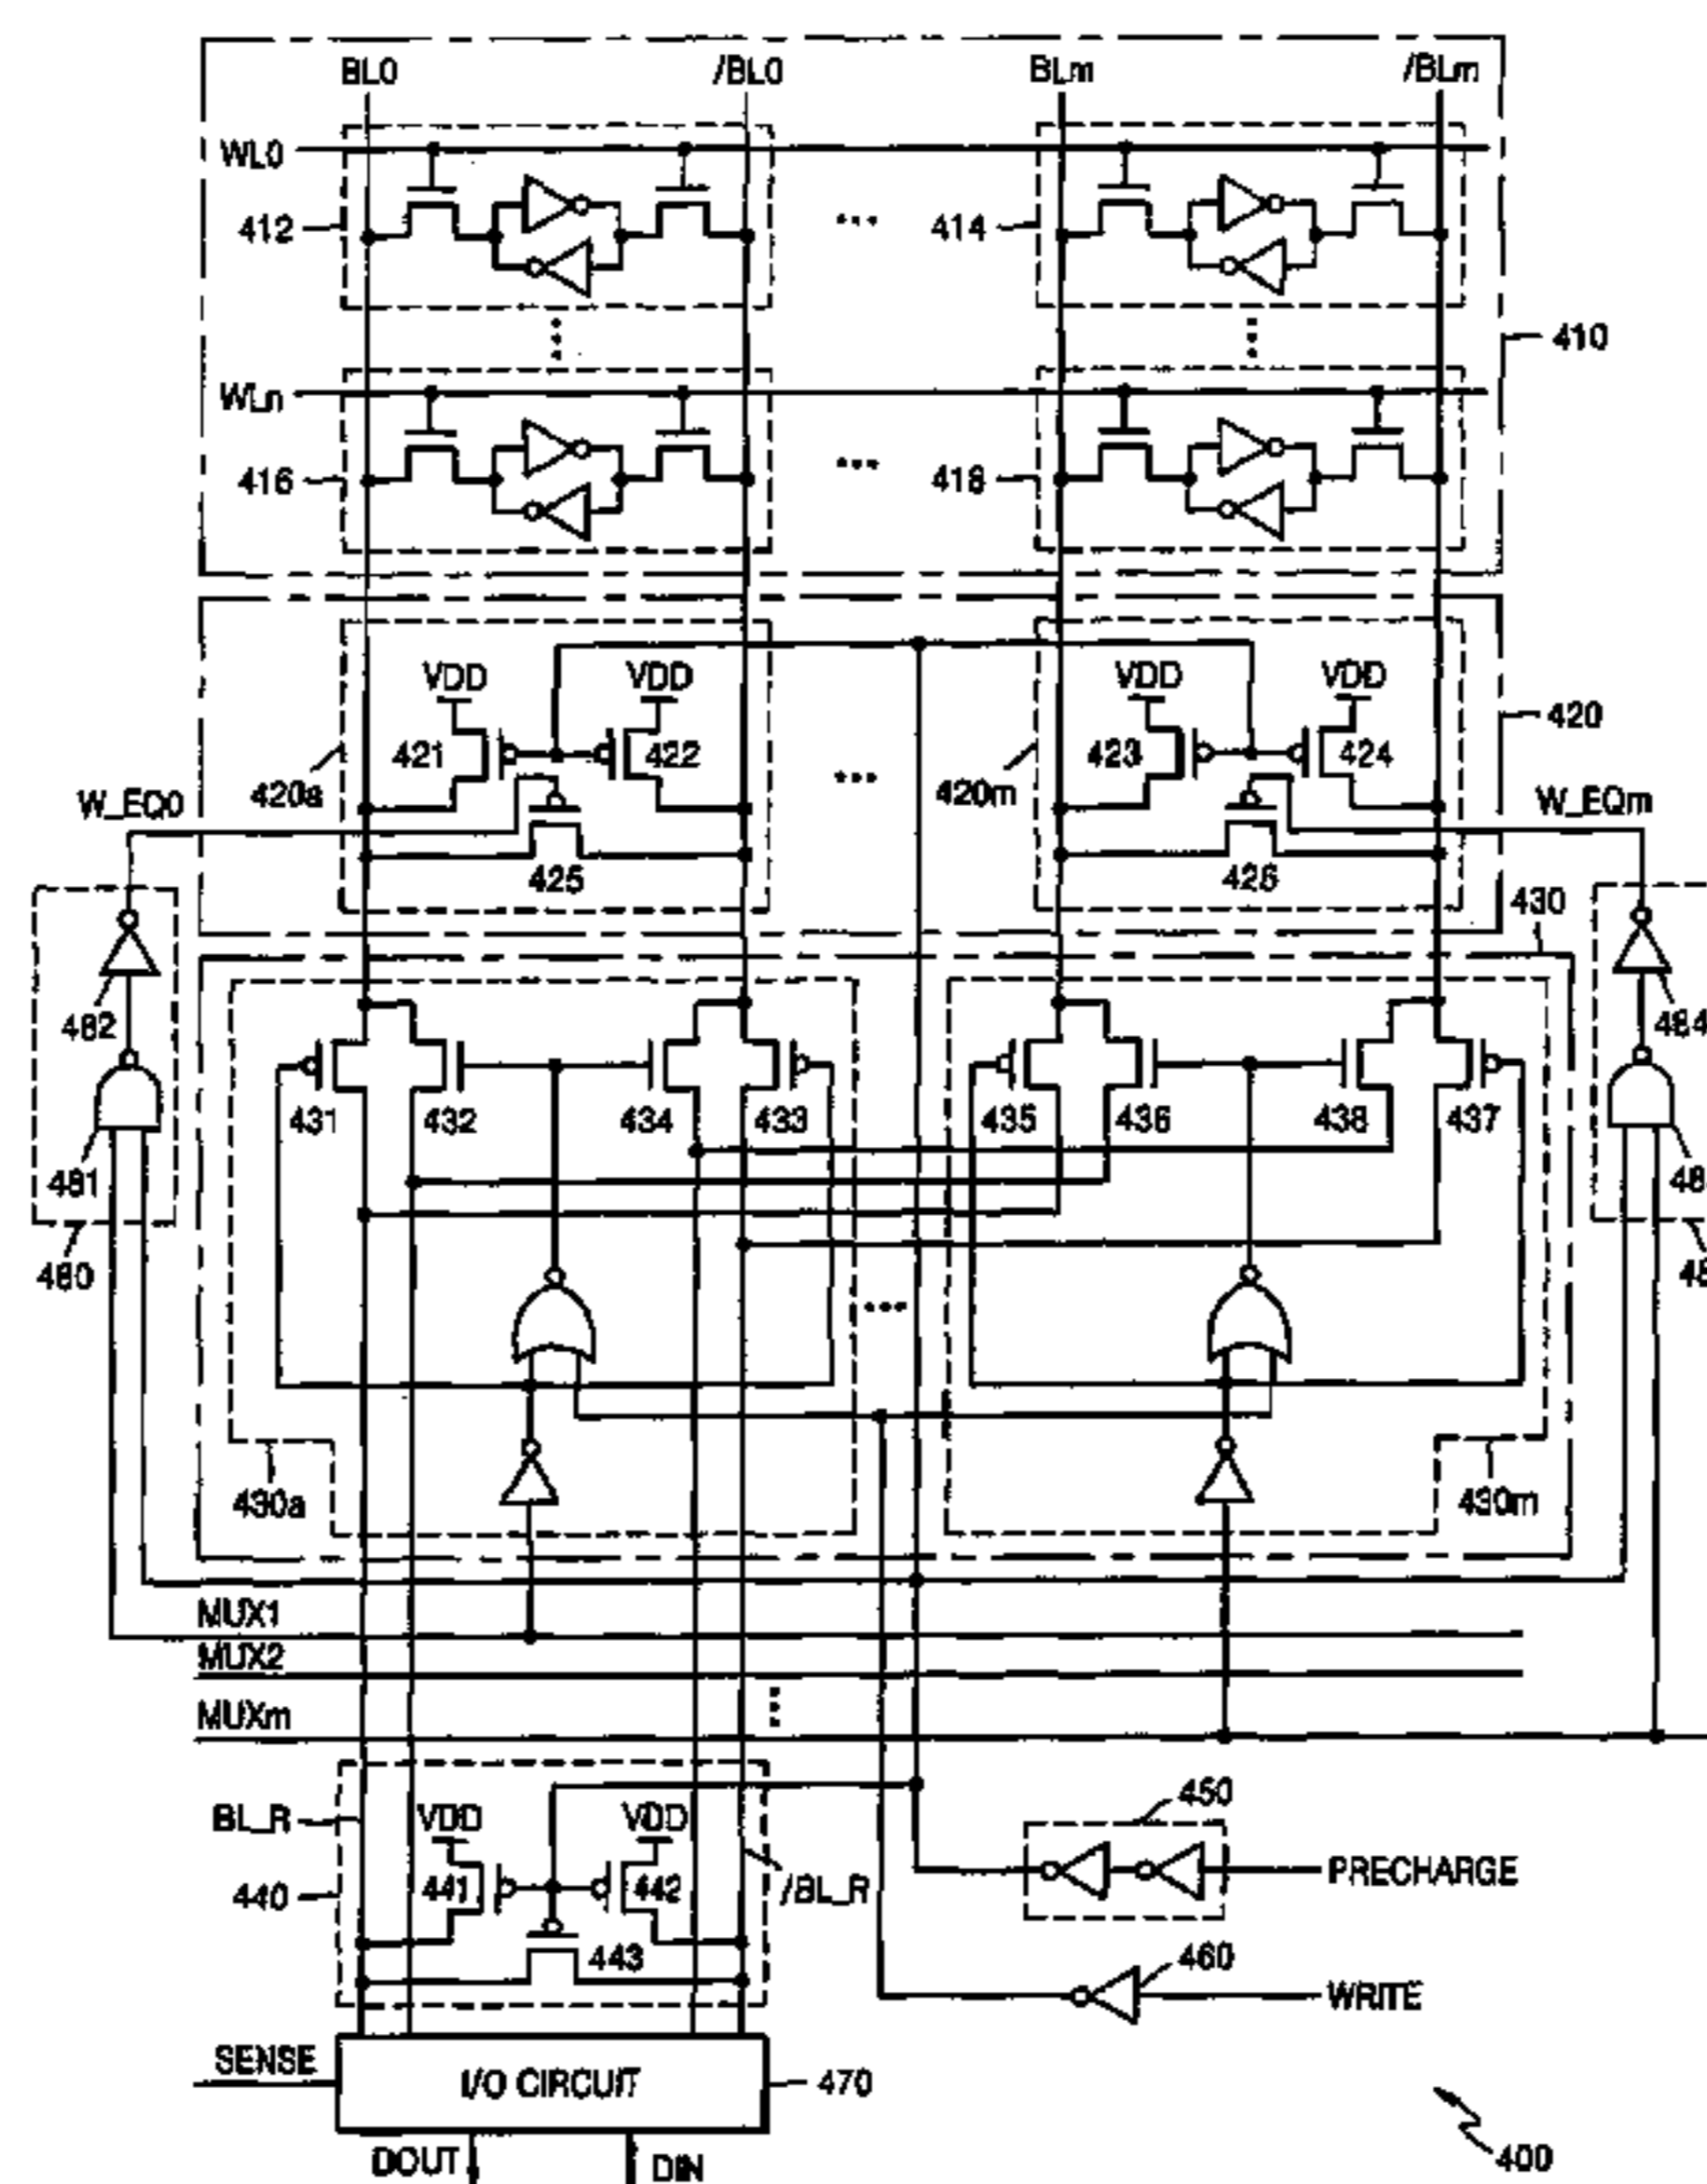 BL0 /BL0 BLm /BLm
WL0
412 414
410
WLn
416 418
VDD VDD VDD VDD
420
421 422 423 424
420a 420m
W_EQ0 W_EQm
425 426
430
482 484
431 432 434 433 435 436 438 437
481
480
430a 430m
MUX1
MUX2
MUXm
450
BL_R VDD VDD
441 442 /BL_R PRECHARGE
440
443 460
WRITE
SENSE I/O CIRCUIT 470
DOUT DIN 400